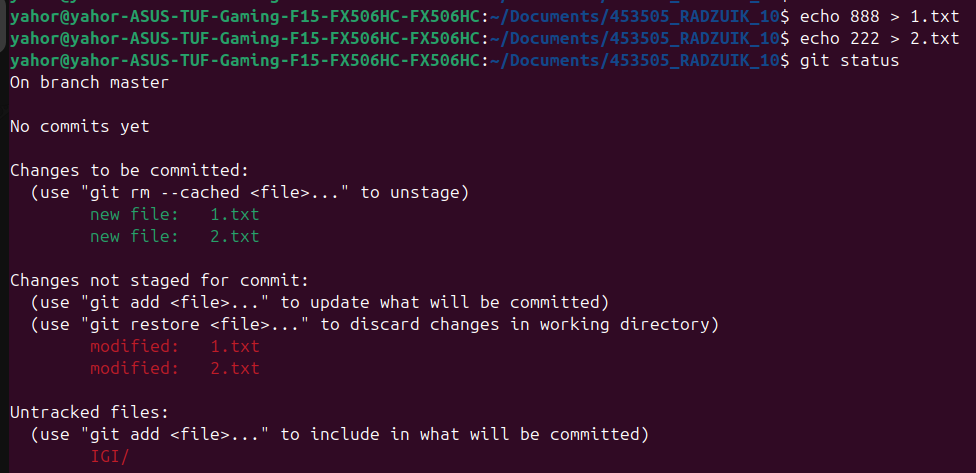 yahor@yahor-ASUS-TUF-Gaming-F15-FX506HC-FX506HC:~/Documents/453505_RADZUIK_10$ echo 888 > 1.txt
yahor@yahor-ASUS-TUF-Gaming-F15-FX506HC-FX506HC:~/Documents/453505_RADZUIK_10$ echo 222 > 2.txt
yahor@yahor-ASUS-TUF-Gaming-F15-FX506HC-FX506HC:~/Documents/453505_RADZUIK_10$ git status
On branch master
No commits yet
Changes to be committed:
(use "git rm --cached <file>..." to unstage)
new file: 1.txt
new file: 2.txt
Changes not staged for commit:
(use "git add <file>..." to update what will be committed)
(use "git restore <file>..." to discard changes in working directory)
modified: 1.txt
modified: 2.txt
Untracked files:
(use "git add <file>..." to include in what will be committed)
IGI/